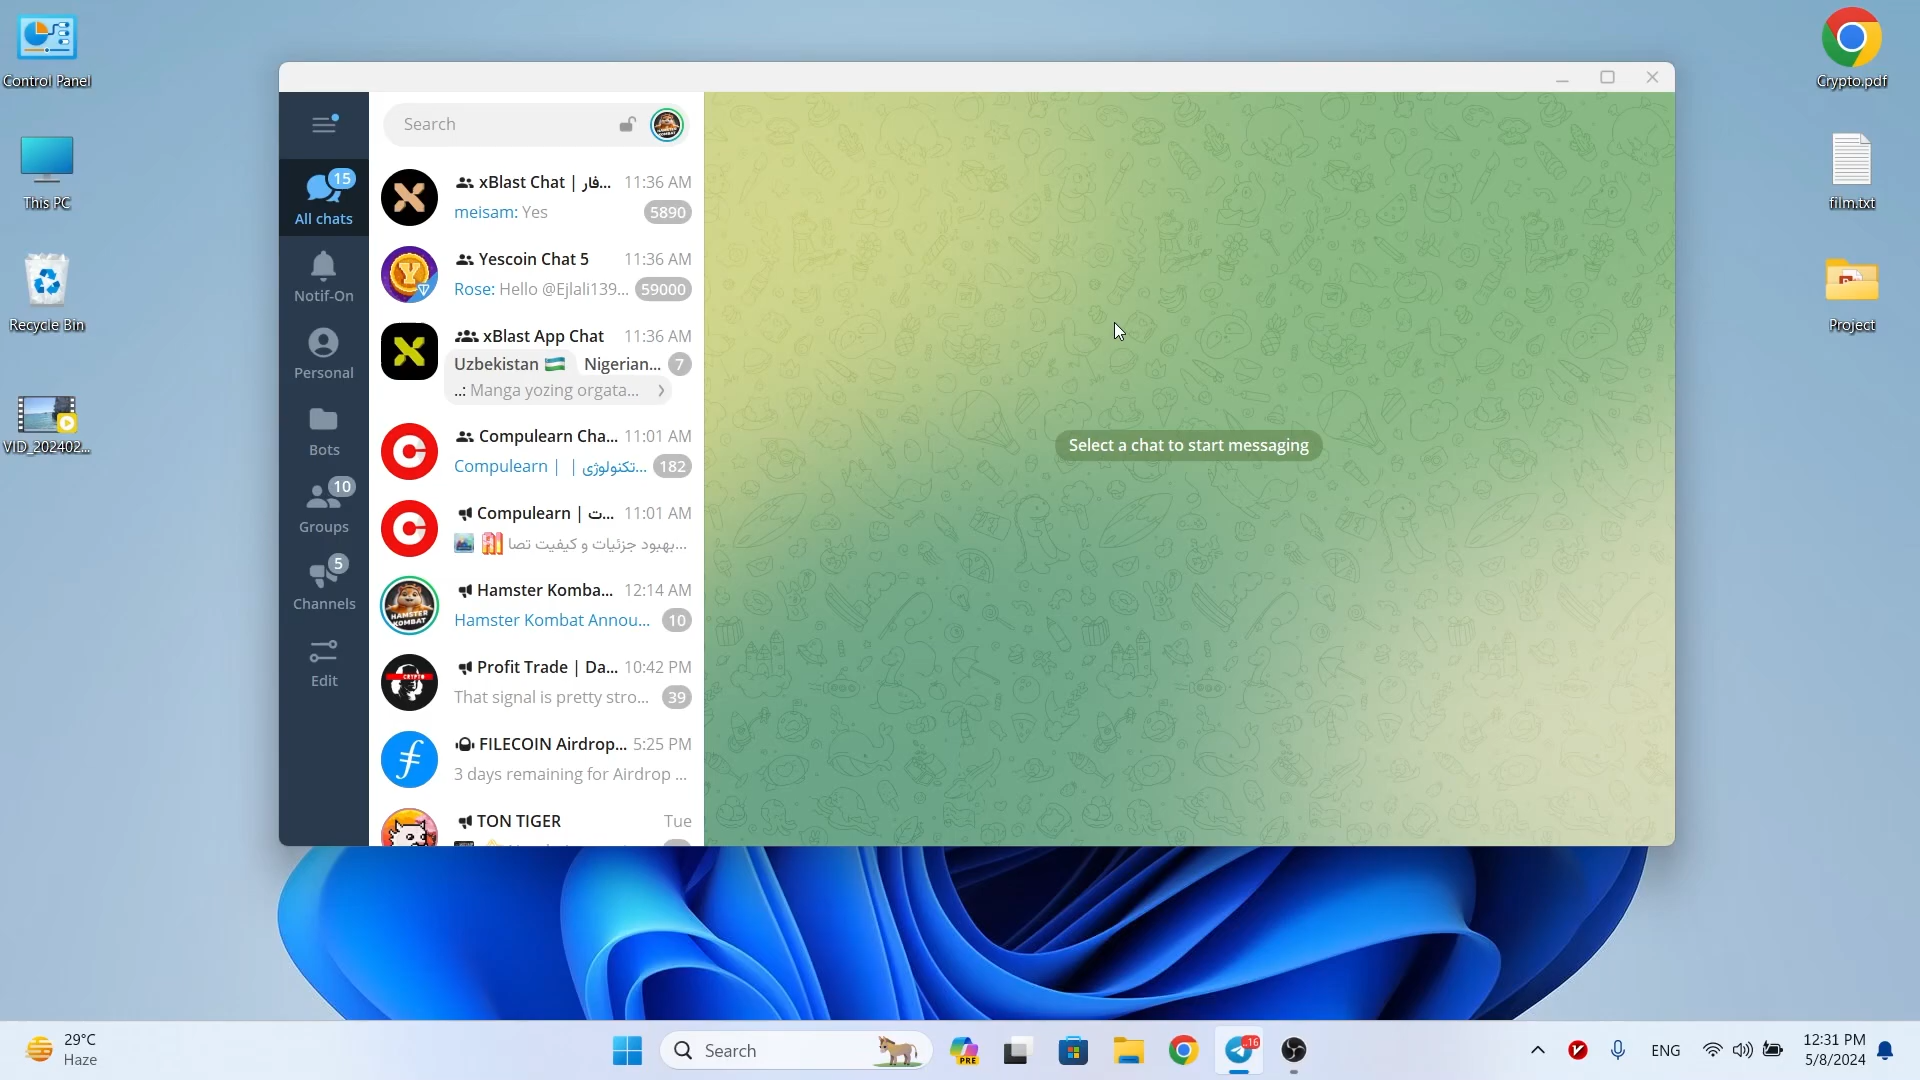 Control Panel
This PC
Recycle Bin
VID_202402...
Crypto.pdf
film.txt
Project
15
All chats
Notif-On
Personal
Bots
10
Groups
5
Channels
Edit
Search
xBlast Chat | فار... 11:36 AM
meisam: Yes 5890
Yescoin Chat 5 11:36 AM
Rose: Hello @Ejlali139... 59000
xBlast App Chat 11:36 AM
Uzbekistan 🇺🇿 Nigerian... 7
..: Manga yozing orgata...
Compulearn Cha... 11:01 AM
Compulearn | | تکنولوژی... 182
Compulearn | ت... 11:01 AM
بهبود جزئیات و کیفیت تصا...
HAMSTER KOMBAT
Hamster Komba... 12:14 AM
Hamster Kombat Annou... 10
CRYPTO
Profit Trade | Da... 10:42 PM
That signal is pretty stro... 39
FILECOIN Airdrop... 5:25 PM
3 days remaining for Airdrop ...
TON TIGER Tue
Select a chat to start messaging
29°C
Haze
Search
PRE
..16
ENG
12:31 PM
5/8/2024